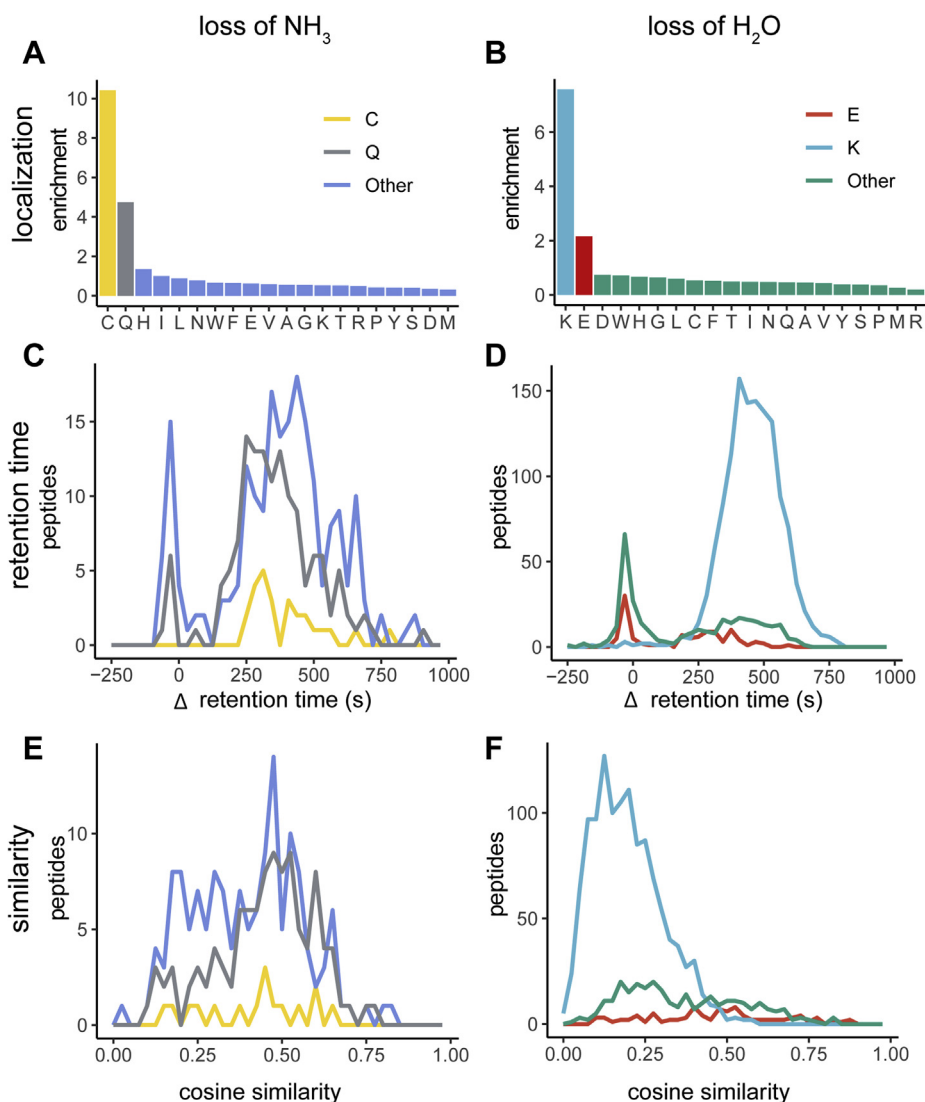 loss of NH3
loss of H2O
A
B
localization
enrichment
10
8
6
4
2
0
C
Q
Other
C Q H I L N W F E V A G K T R P Y S D M
enrichment
6
4
2
0
E
K
Other
K E D W H G L C F T I N Q A V Y S P M R
C
D
retention time
peptides
15
10
5
0
−250 0 250 500 750 1000
Δ retention time (s)
peptides
150
100
50
0
−250 0 250 500 750 1000
Δ retention time (s)
E
F
similarity
peptides
10
5
0
0.00 0.25 0.50 0.75 1.00
cosine similarity
peptides
100
50
0
0.00 0.25 0.50 0.75 1.00
cosine similarity